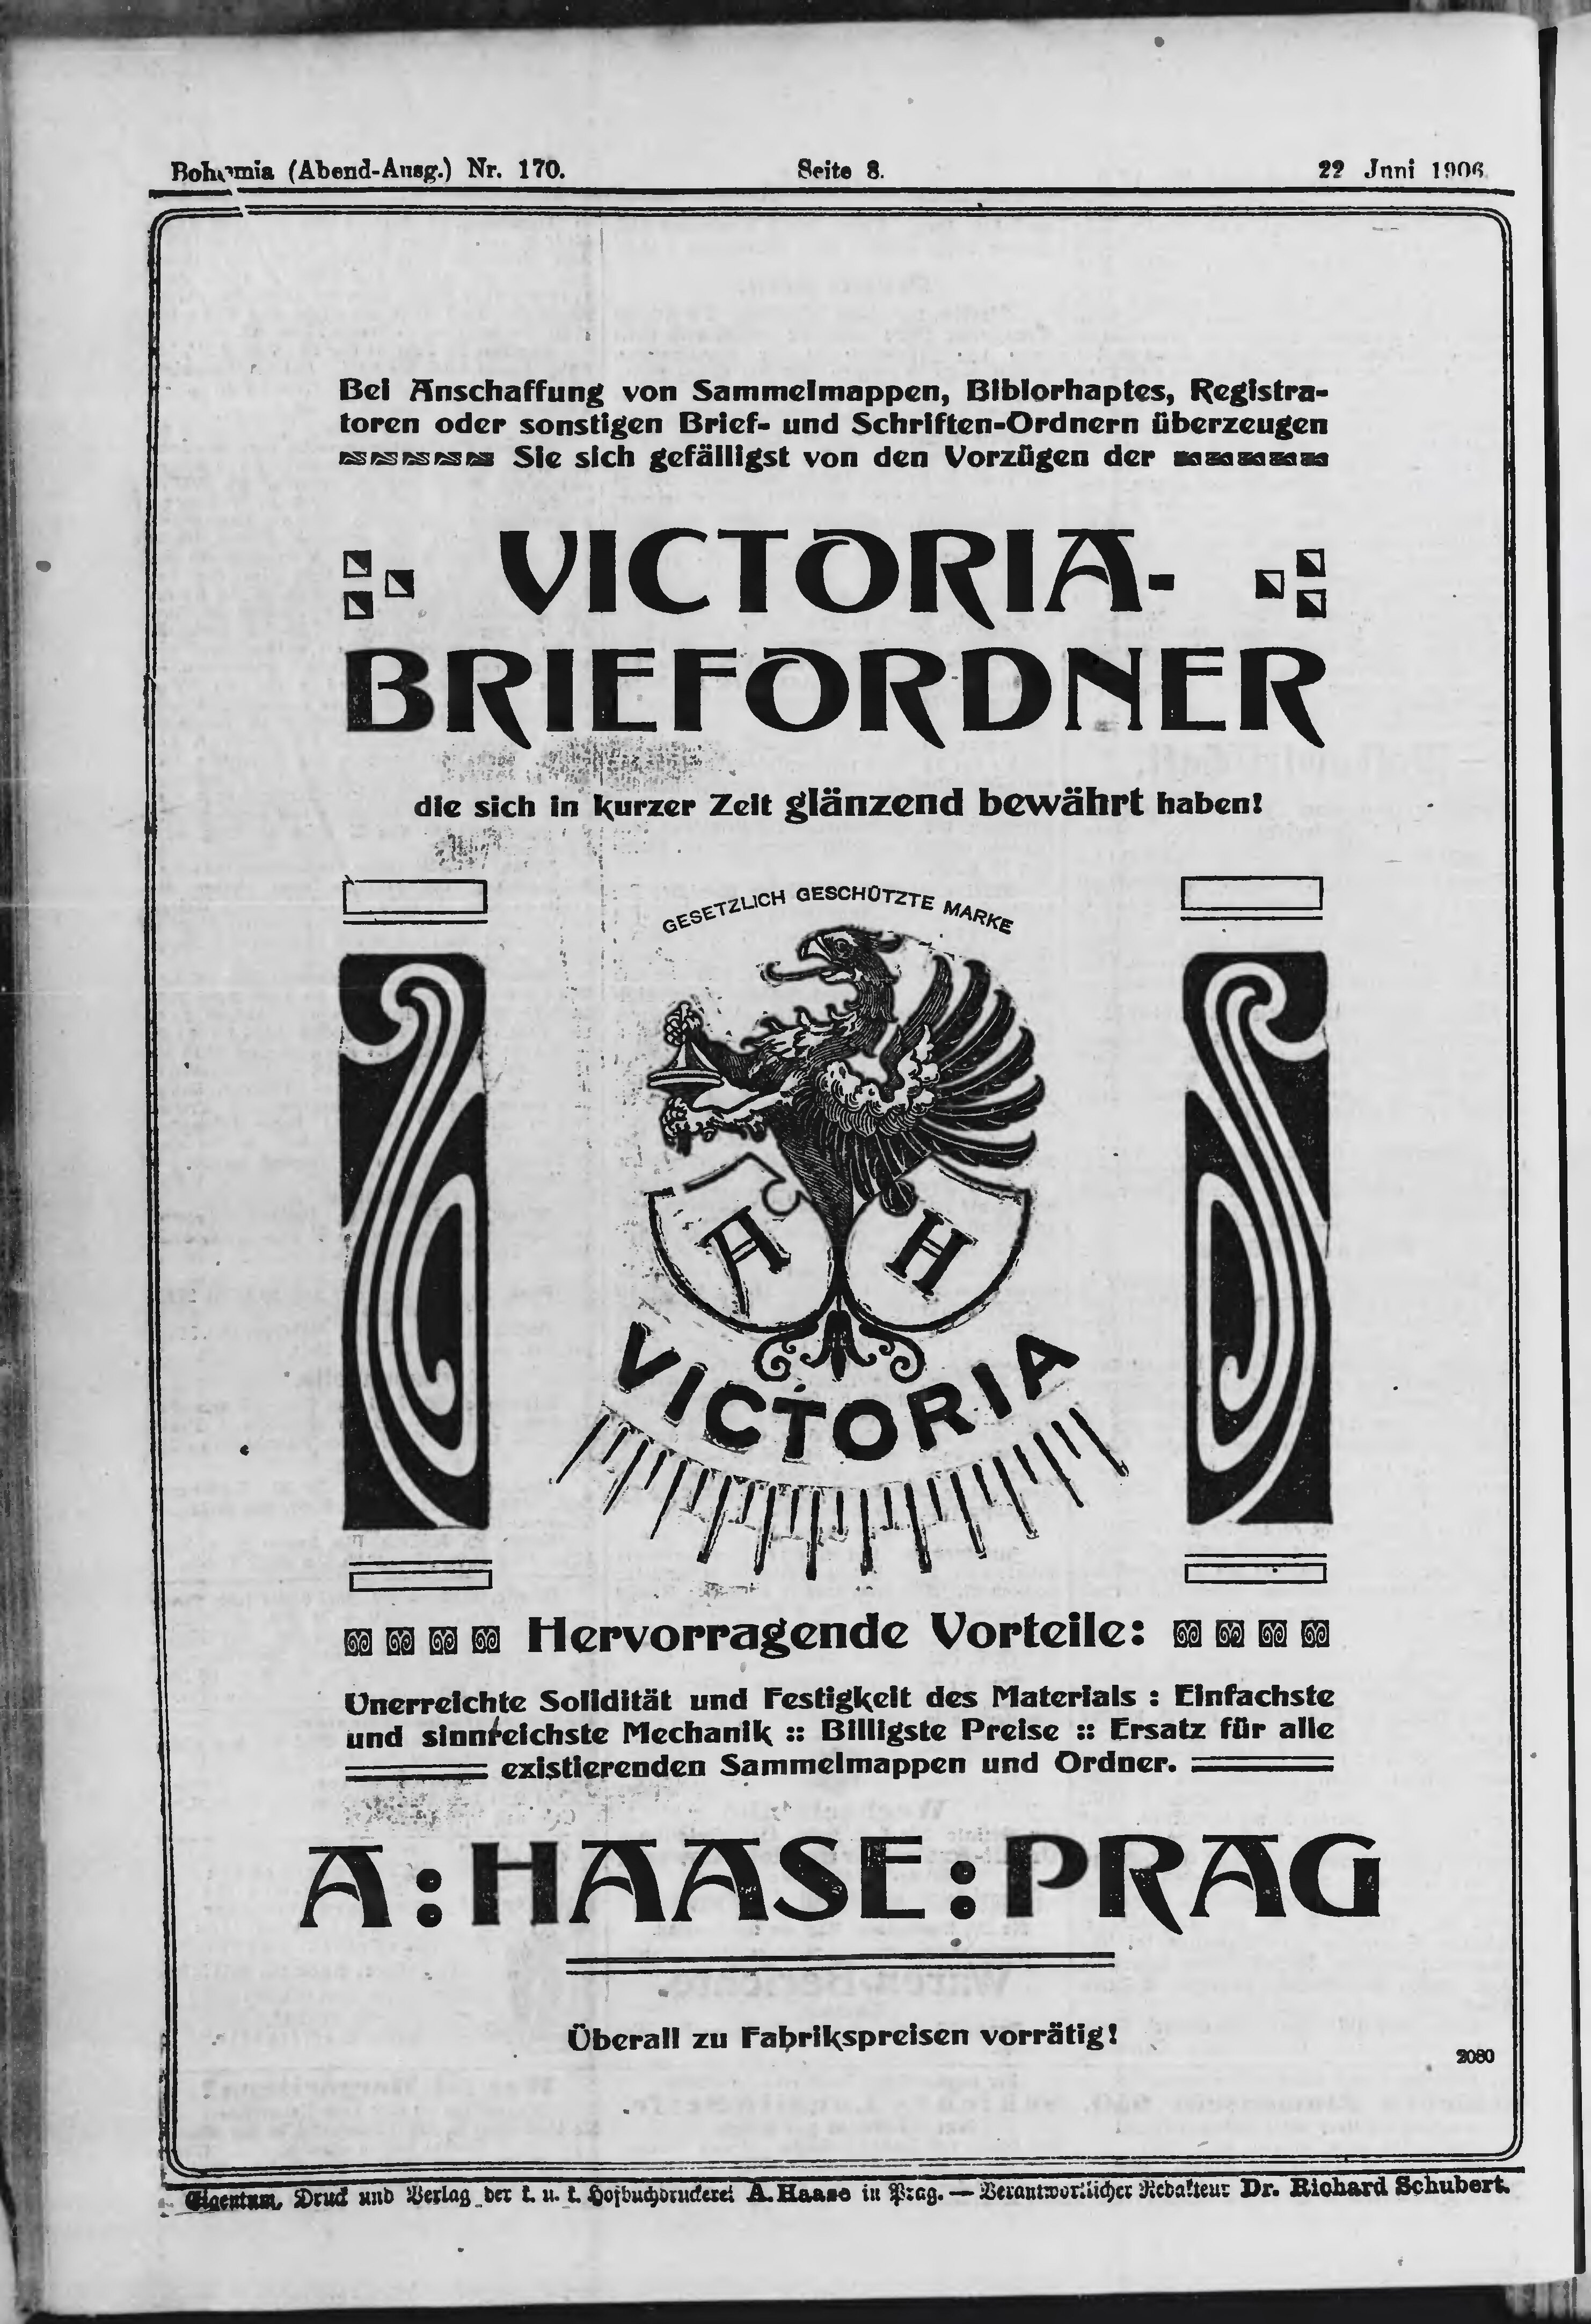 Bohemia (Abend-Ausg.) Nr. 170. Seite 8. 22 Juni 1906
Bei Anschaffung von Sammelmappen, Biblorhaptes, Registra-
toren oder sonstigen Brief- und Schriften-Ordnern überzeugen
Sie sich gefälligst von den Vorzügen der
VICTORIA-
BRIEFORDNER
die sich in kurzer Zeit glänzend bewährt haben!
GESETZLICH GESCHÜTZTE MARKE
A H
VICTORIA
Hervorragende Vorteile:
Unerreichte Solidität und Festigkeit des Materials : Einfachste
und sinnreichste Mechanik :: Billigste Preise :: Ersatz für alle
existierenden Sammelmappen und Ordner.
A : HAASE : PRAG
Überall zu Fabrikspreisen vorrätig!
2080
Eigentum, Druck und Verlag der k. u. k. Hofbuchdruckerei A. Haase in Prag. — Verantwortlicher Redakteur Dr. Richard Schubert.